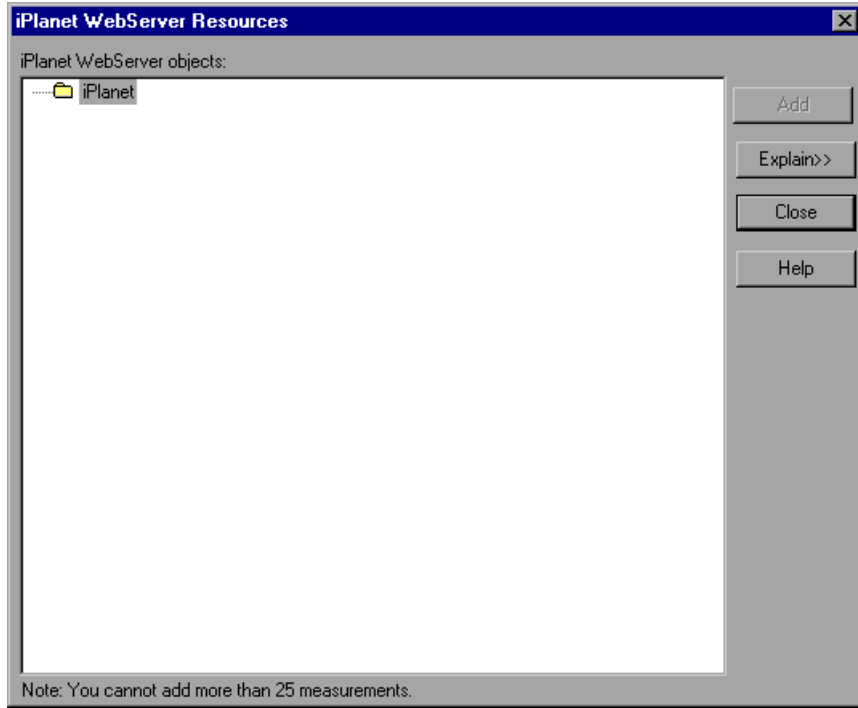 iPlanet WebServer Resources
iPlanet WebServer objects:
iPlanet
Add
Explain>>
Close
Help
Note: You cannot add more than 25 measurements.